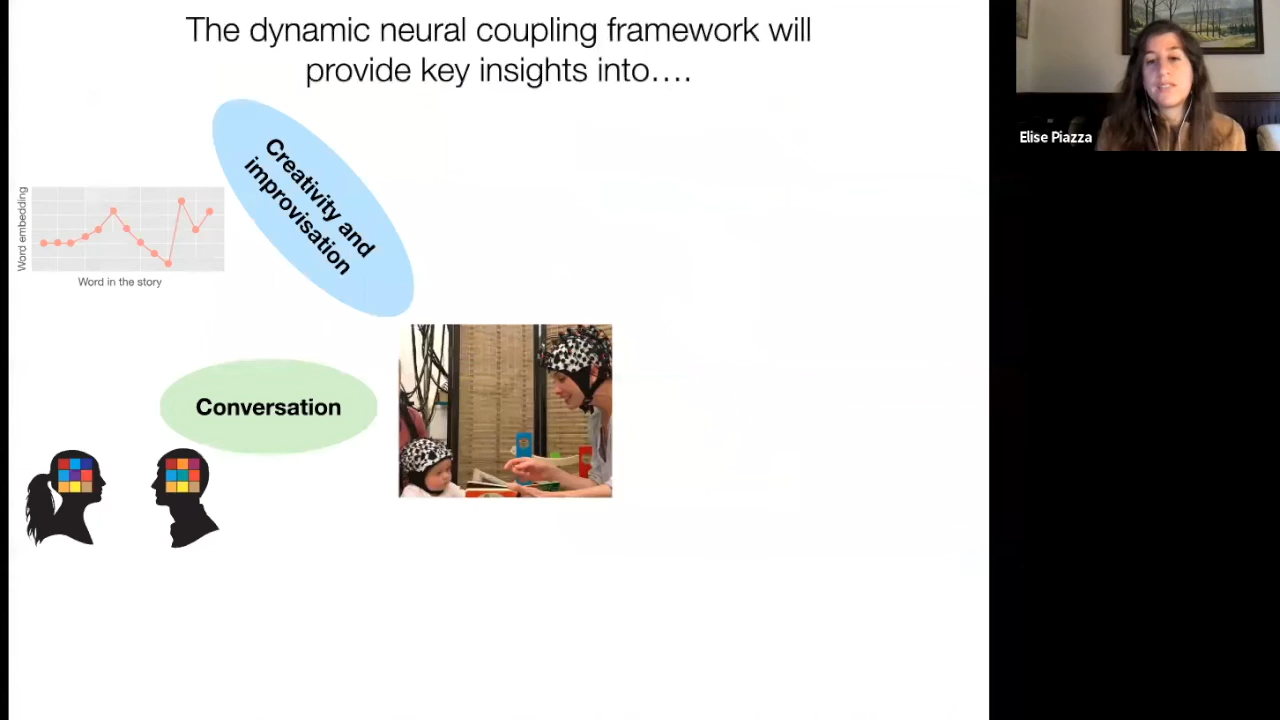 The dynamic neural coupling framework will
provide key insights into….
Creativity and
improvisation
Word embedding
Word in the story
Conversation
Elise Piazza